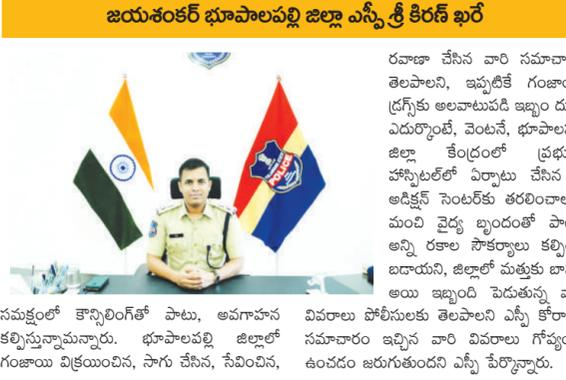 జయశంకర్ భూపాలపల్లి జిల్లా ఎస్పీ శ్రీ కిరణ్ ఖరే
సమక్షంలో కౌన్సిలింగ్‌తో పాటు, అవగాహన
కల్పిస్తున్నామన్నారు. భూపాలపల్లి జిల్లాలో
గంజాయి విక్రయించిన, సాగు చేసిన, సేవించిన,
రవాణా చేసిన వారి సమాచా
తెలపాలని, ఇప్పటికే గంజా
డ్రగ్స్‌కు అలవాటుపడి ఇబ్బం
ఎదుర్కొంటే, వెంటనే, భూపాల
జిల్లా కేంద్రంలో ప్రభు
హాస్పిటల్‌లో ఏర్పాటు చేసిన
అడిక్షన్ సెంటర్‌కు తరలించాల
మంచి వైద్య బృందంతో పా
అన్ని రకాల సౌకర్యాలు కల్పి
బడాయని, జిల్లాలో మత్తుకు బా
అయి ఇబ్బంది పెడుతున్న
వివరాలు పోలీసులకు తెలపాలని ఎస్పీ కోరా
సమాచారం ఇచ్చిన వారి వివరాలు గోప్యం
ఉంచడం జరుగుతుందని ఎస్పీ పేర్కొన్నారు.
POLICE